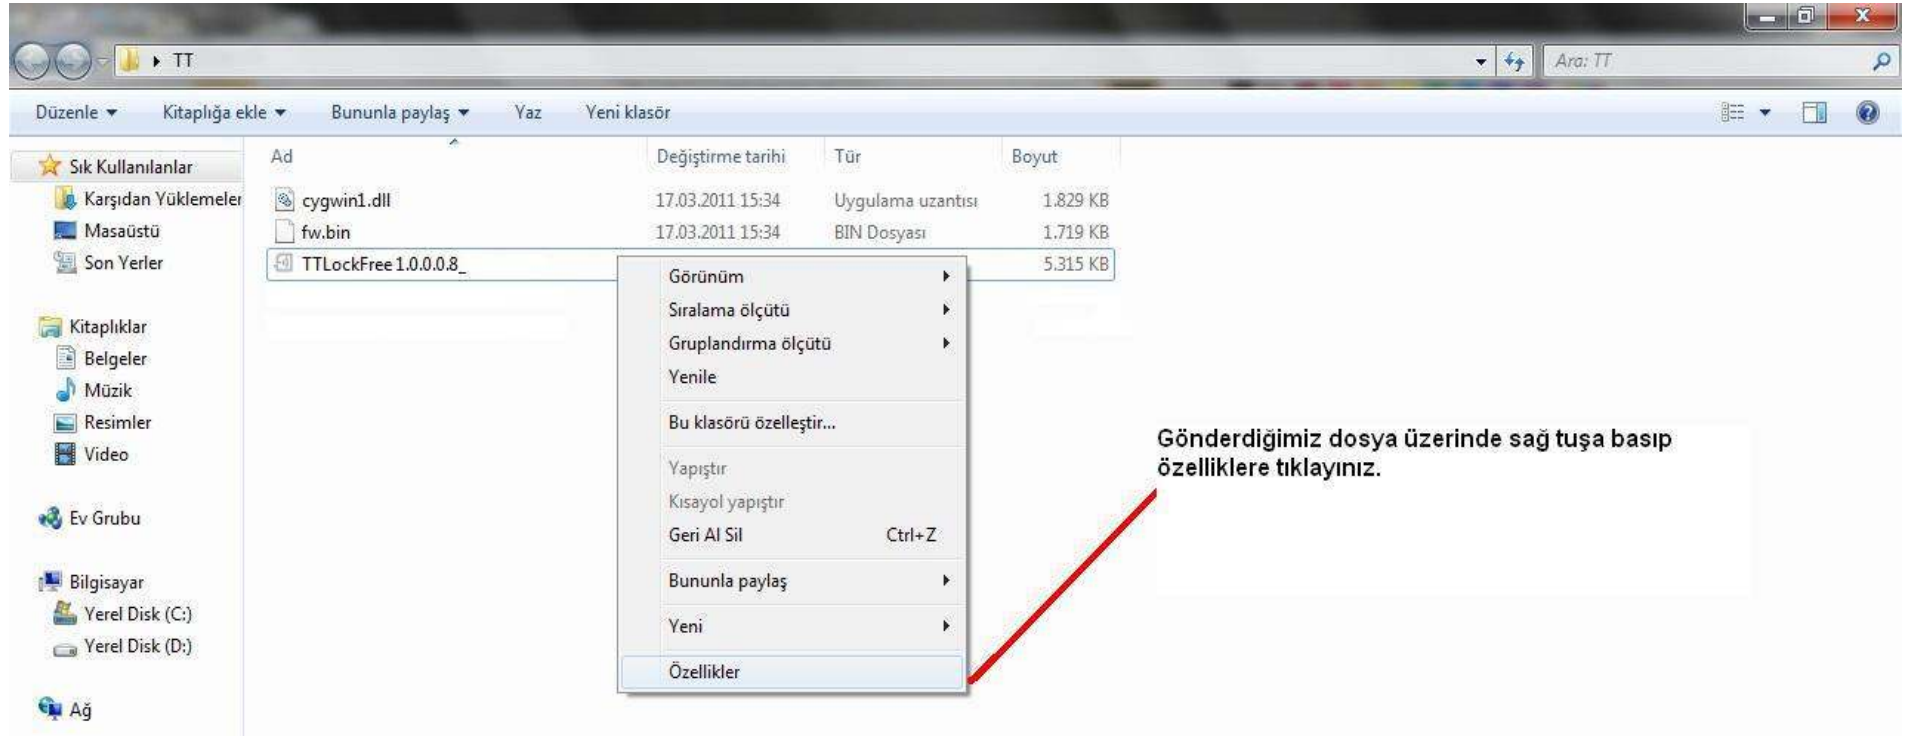 TT
Ara: TT
Düzenle
Kitaplığa ekle
Bununla paylaş
Yaz
Yeni klasör
Sık Kullanılanlar
Karşıdan Yüklemeler
Masaüstü
Son Yerler
Kitaplıklar
Belgeler
Müzik
Resimler
Video
Ev Grubu
Bilgisayar
Yerel Disk (C:)
Yerel Disk (D:)
Ağ
Ad Değiştirme tarihi Tür Boyut
cygwin1.dll 17.03.2011 15:34 Uygulama uzantısı 1.829 KB
fw.bin 17.03.2011 15:34 BIN Dosyası 1.719 KB
TTLockFree 1.0.0.0.8_ 5.315 KB
Görünüm
Sıralama ölçütü
Gruplandırma ölçütü
Yenile
Bu klasörü özelleştir...
Yapıştır
Kısayol yapıştır
Geri Al Sil Ctrl+Z
Bununla paylaş
Yeni
Özellikler
Gönderdiğimiz dosya üzerinde sağ tuşa basıp
özelliklere tıklayınız.